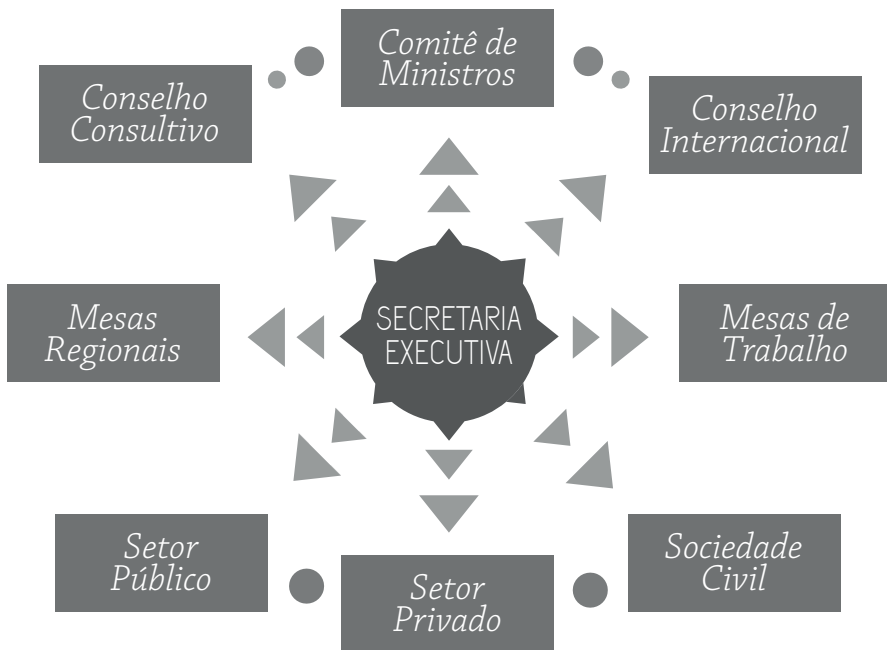 Comitê de
Ministros
Conselho
Consultivo
Conselho
Internacional
SECRETARIA
EXECUTIVA
Mesas
Regionais
Mesas de
Trabalho
Setor
Público
Setor
Privado
Sociedade
Civil